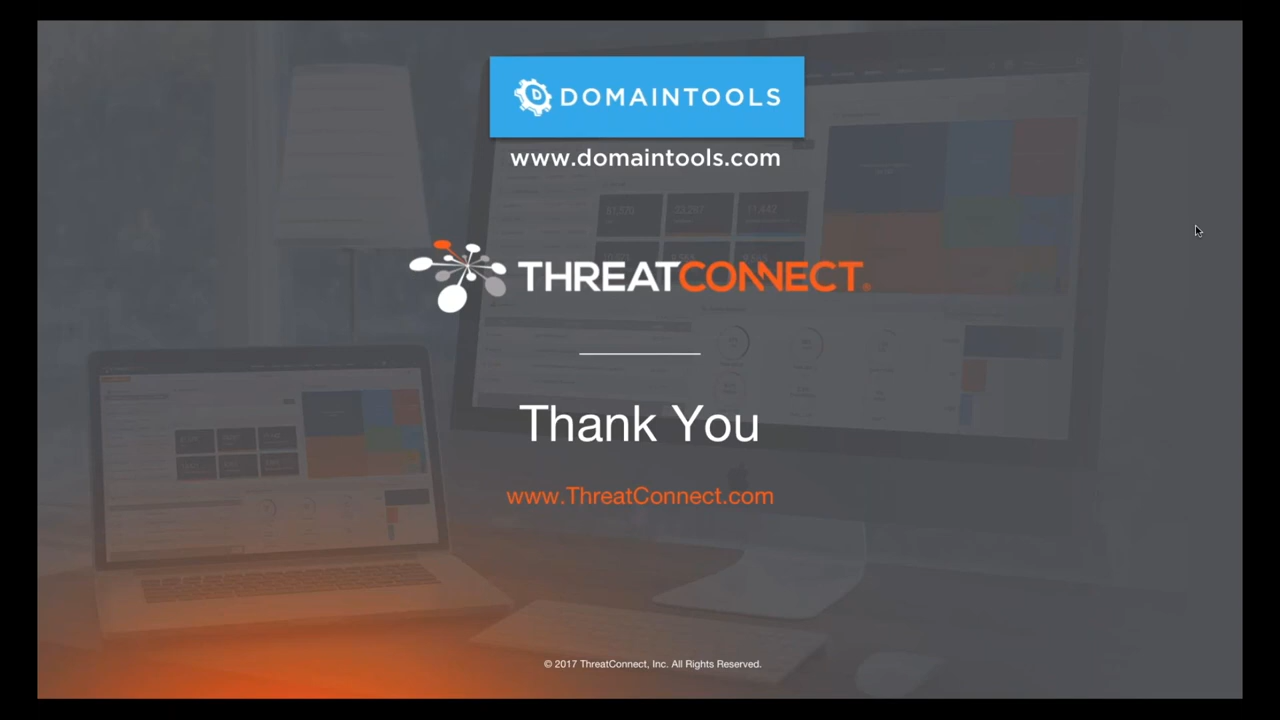 DOMAINTOOLS
www.domaintools.com
THREATCONNECT®
Thank You
www.ThreatConnect.com
© 2017 ThreatConnect, Inc. All Rights Reserved.